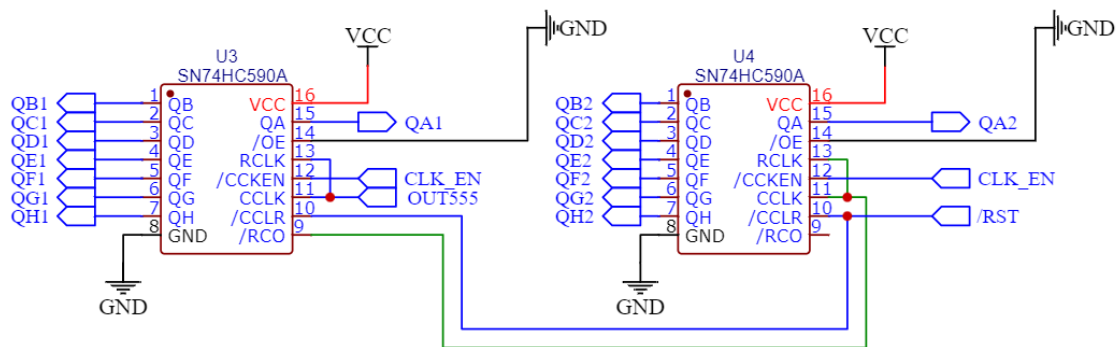 GND
VCC
U3
SN74HC590A
QB1 1 QB VCC 16
QC1 2 QC QA 15 QA1
QD1 3 QD /OE 14
QE1 4 QE RCLK 13
QF1 5 QF /CCKEN 12 CLK_EN
QG1 6 QG CCLK 11 OUT555
QH1 7 QH /CCLR 10
8 GND /RCO 9
GND
GND
VCC
U4
SN74HC590A
QB2 1 QB VCC 16
QC2 2 QC QA 15 QA2
QD2 3 QD /OE 14
QE2 4 QE RCLK 13
QF2 5 QF /CCKEN 12 CLK_EN
QG2 6 QG CCLK 11
QH2 7 QH /CCLR 10 /RST
8 GND /RCO 9
GND